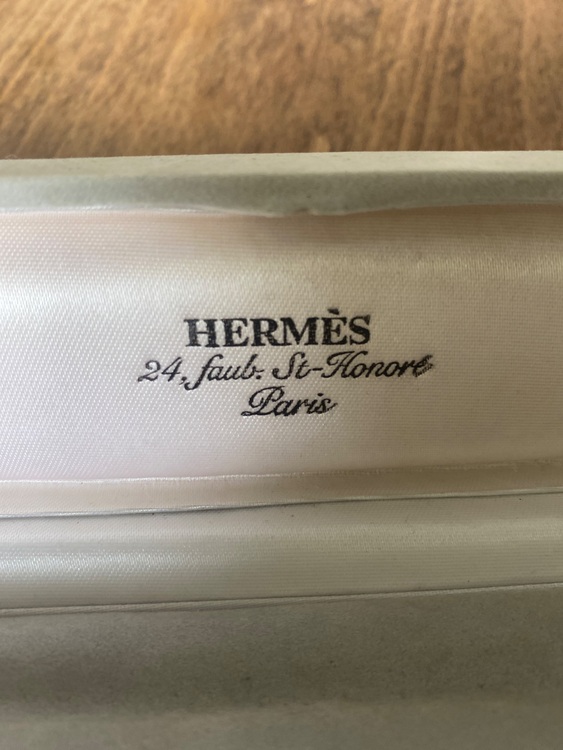 HERMÈS
24, faub. St-Honoré
Paris